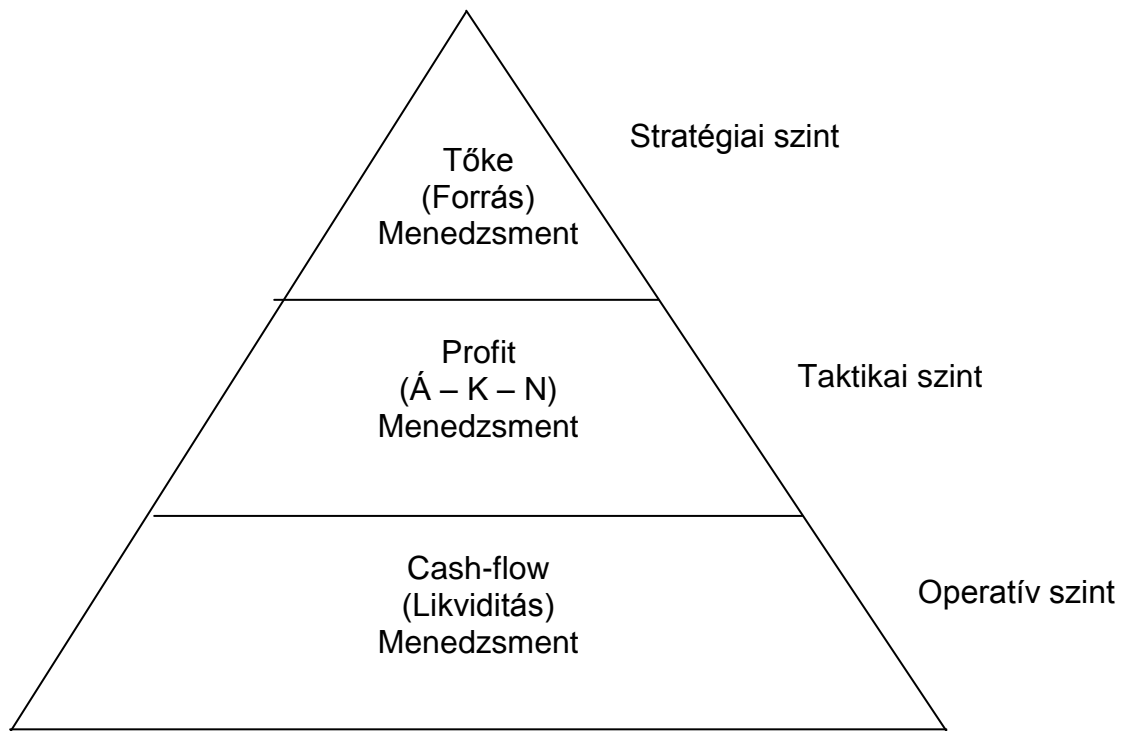 Stratégiai szint
Tőke
(Forrás)
Menedzsment
Profit
(Á – K – N)
Menedzsment
Taktikai szint
Cash-flow
(Likviditás)
Menedzsment
Operatív szint